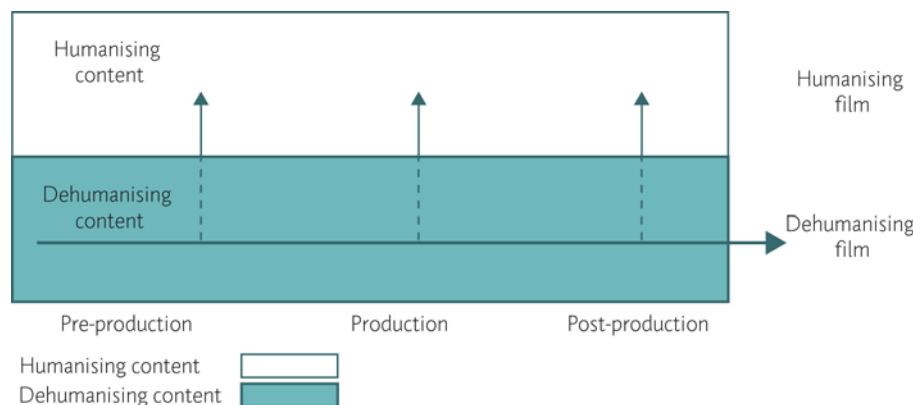 Humanising
content
Humanising
film
Dehumanising
content
Dehumanising
film
Pre-production
Production
Post-production
Humanising content
Dehumanising content